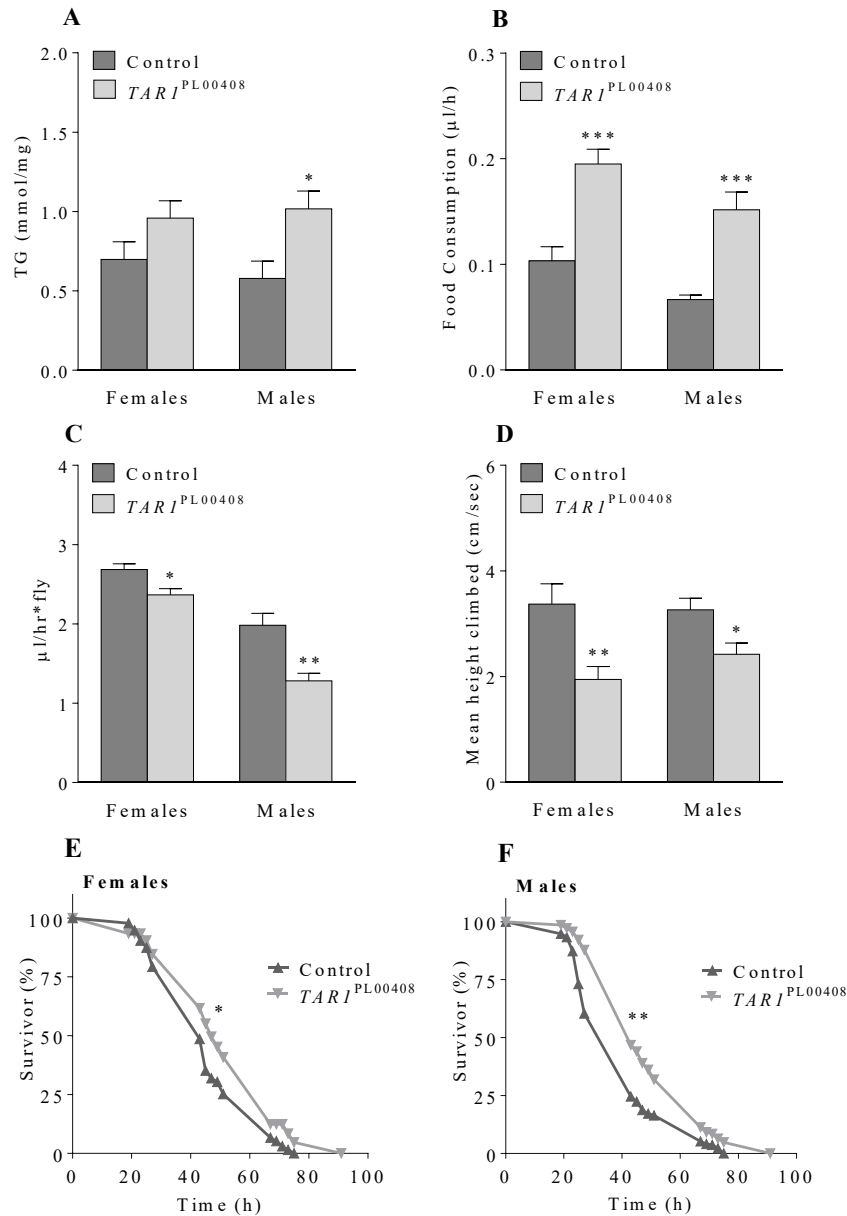 A
Control
TAR1PL00408
TG (mmol/mg)
2.0
1.5
1.0
0.5
0.0
*
Females Males
B
Control
TAR1PL00408
Food Consumption (µl/h)
0.3
0.2
0.1
0.0
***
***
Females Males
C
Control
TAR1PL00408
µl/hr*fly
4
3
2
1
0
*
**
Females Males
D
Control
TAR1PL00408
Mean height climbed (cm/sec)
6
4
2
0
**
*
Females Males
E
Females
Survivor (%)
100
75
50
25
0
Control
TAR1PL00408
*
0 20 40 60 80 100
Time (h)
F
Males
Survivor (%)
100
75
50
25
0
Control
TAR1PL00408
**
0 20 40 60 80 100
Time (h)